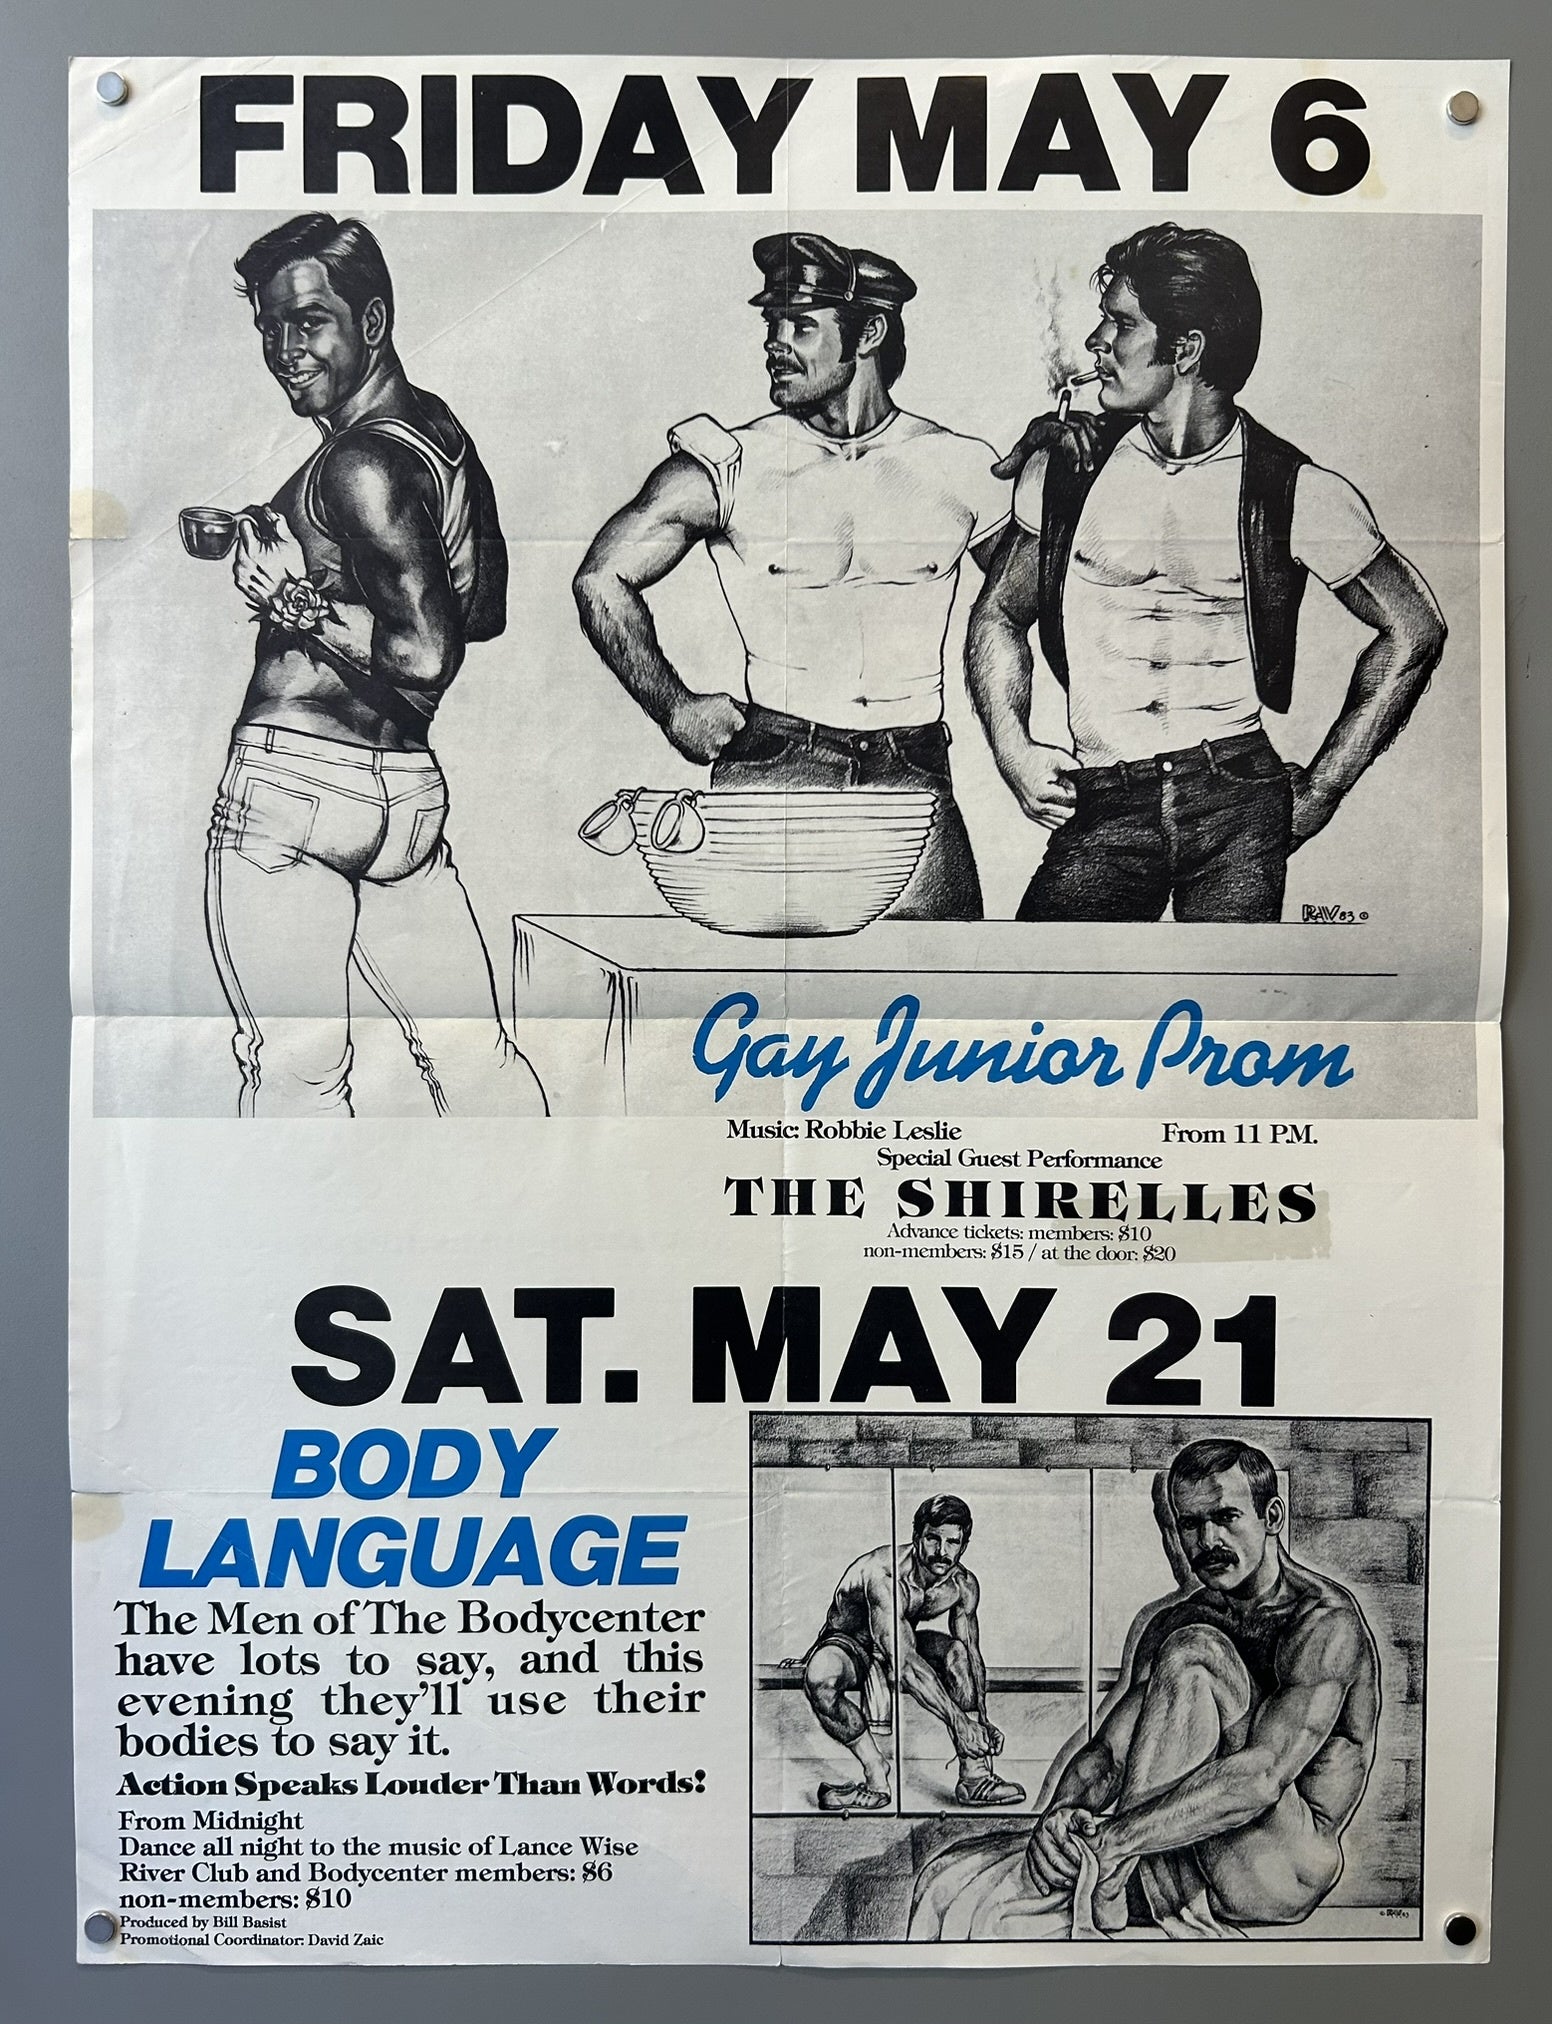 FRIDAY MAY 6
RAV 83 ©
Gay Junior Prom
Music: Robbie Leslie From 11 P.M.
Special Guest Performance
THE SHIRELLES
Advance tickets: members: $10
non-members: $15 / at the door: $20
SAT. MAY 21
BODY
LANGUAGE
The Men of The Bodycenter
have lots to say, and this
evening they'll use their
bodies to say it.
Action Speaks Louder Than Words!
From Midnight
Dance all night to the music of Lance Wise
River Club and Bodycenter members: $6
non-members: $10
Produced by Bill Basist
Promotional Coordinator: David Zaic
© RAV 83